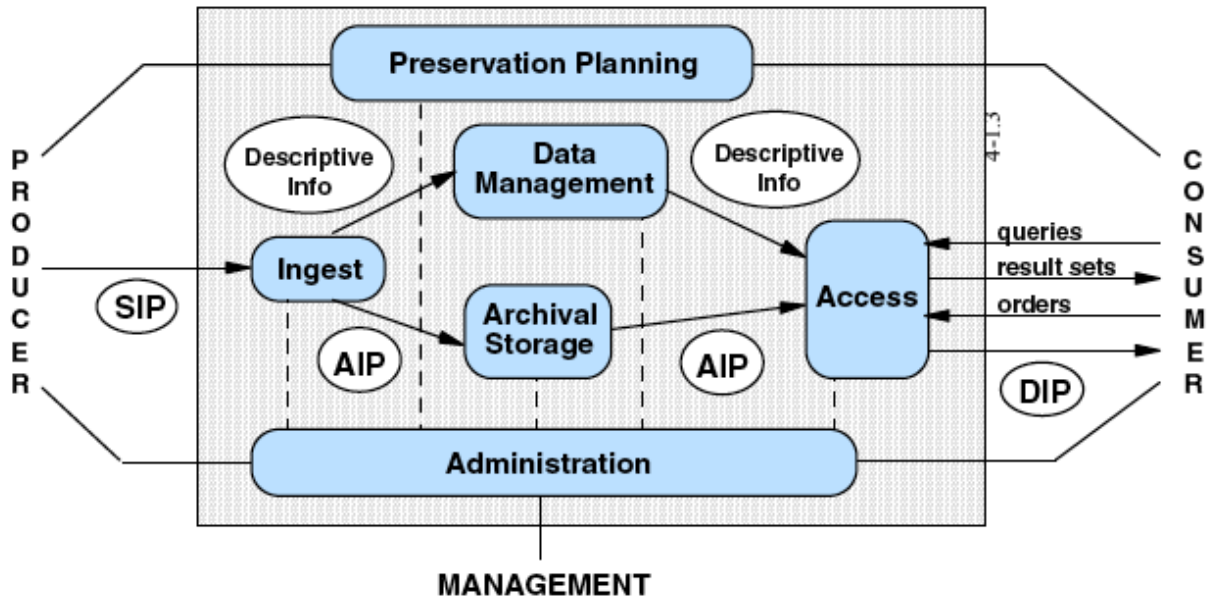 Preservation Planning
4-1.3
PRODUCER
Descriptive
Info
Data
Management
Descriptive
Info
CONSUMER
Ingest
SIP
AIP
Archival
Storage
AIP
Access
queries
result sets
orders
DIP
Administration
MANAGEMENT